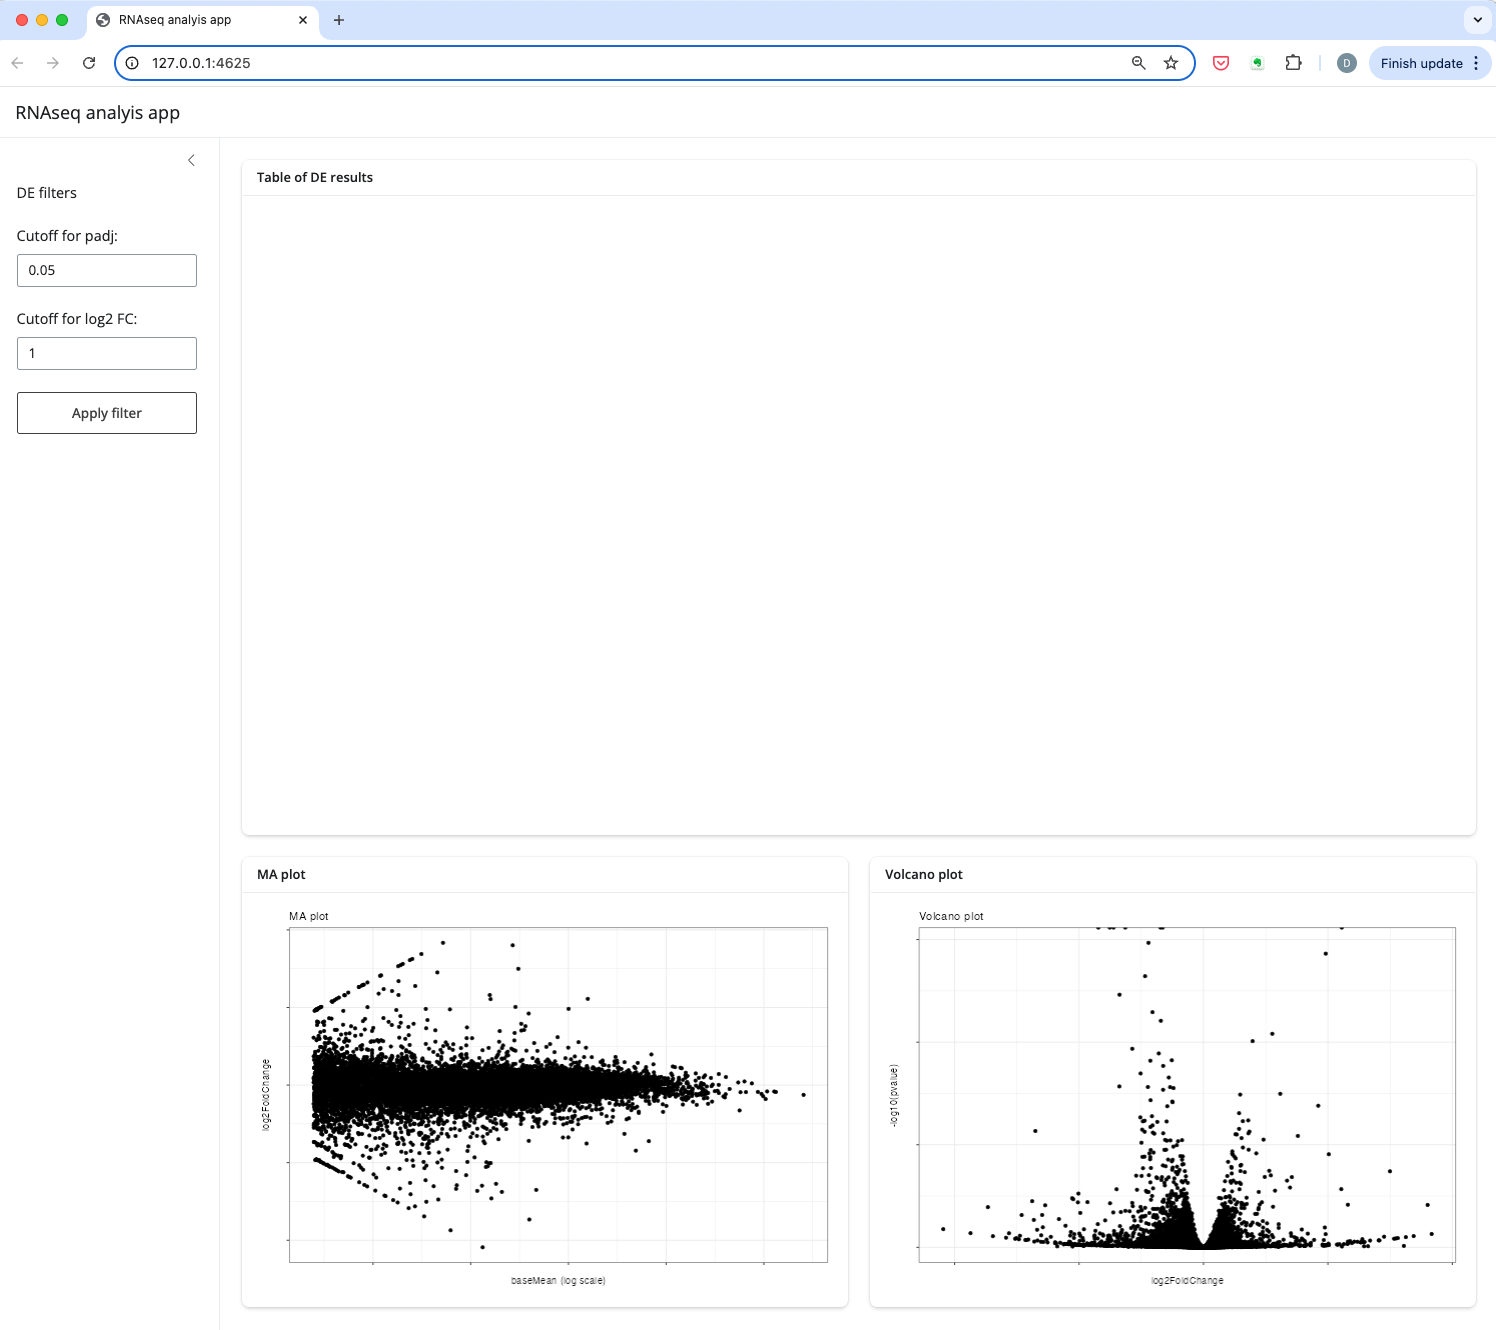 RNAseq analyis app
127.0.0.1:4625
D
Finish update
RNAseq analyis app
DE filters
Cutoff for padj:
0.05
Cutoff for log2 FC:
1
Apply filter
Table of DE results
MA plot
MA plot
log2FoldChange
baseMean (log scale)
Volcano plot
Volcano plot
-log10(pvalue)
log2FoldChange